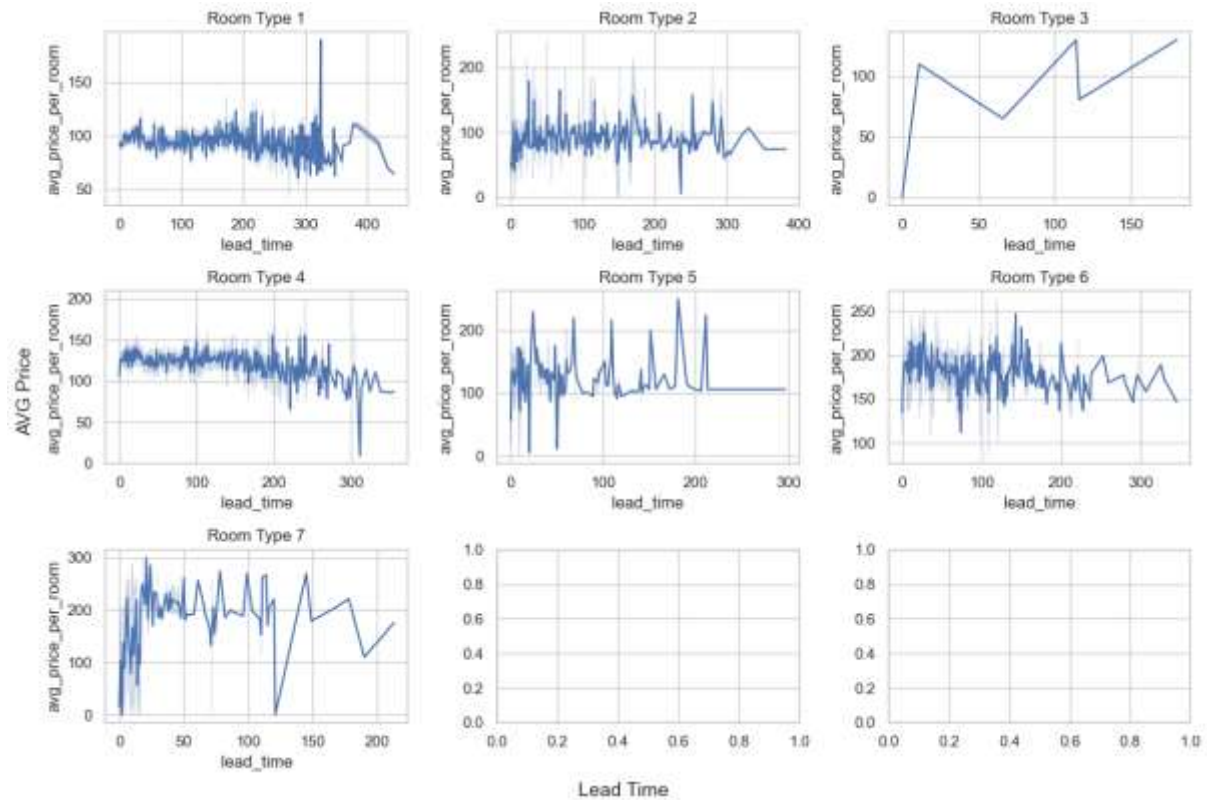 Room Type 1
Room Type 2
Room Type 3
avg_price_per_room
150
100
50
0 100 200 300 400
lead_time
avg_price_per_room
200
100
0
0 100 200 300 400
lead_time
avg_price_per_room
100
50
0
0 50 100 150
lead_time
Room Type 4
Room Type 5
Room Type 6
AVG Price
avg_price_per_room
200
150
100
50
0
0 100 200 300
lead_time
avg_price_per_room
200
100
0
0 100 200 300
lead_time
avg_price_per_room
250
200
150
100
0 100 200 300
lead_time
Room Type 7
avg_price_per_room
300
200
100
0
0 50 100 150 200
lead_time
1.0
0.8
0.6
0.4
0.2
0.0
0.0 0.2 0.4 0.6 0.8 1.0
1.0
0.8
0.6
0.4
0.2
0.0
0.0 0.2 0.4 0.6 0.8 1.0
Lead Time